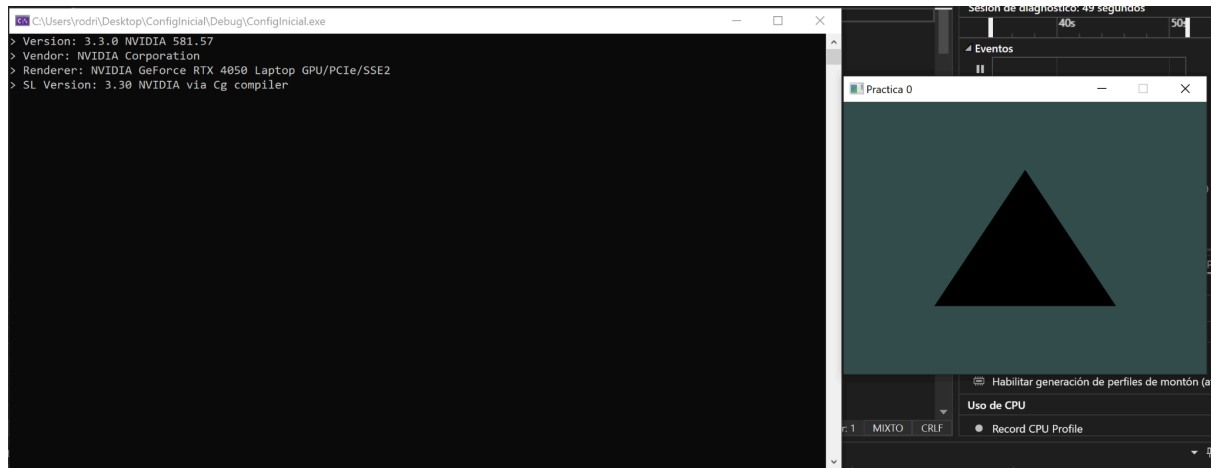 C:\Users\rodri\Desktop\ConfigInicial\Debug\ConfigInicial.exe
> Version: 3.3.0 NVIDIA 581.57
> Vendor: NVIDIA Corporation
> Renderer: NVIDIA GeForce RTX 4050 Laptop GPU/PCIe/SSE2
> SL Version: 3.30 NVIDIA via Cg compiler
Sesión de diagnóstico: 49 segundos
40s
Eventos
Practica 0
Habilitar generación de perfiles de montón
Uso de CPU
Record CPU Profile
MIXTO CRLF